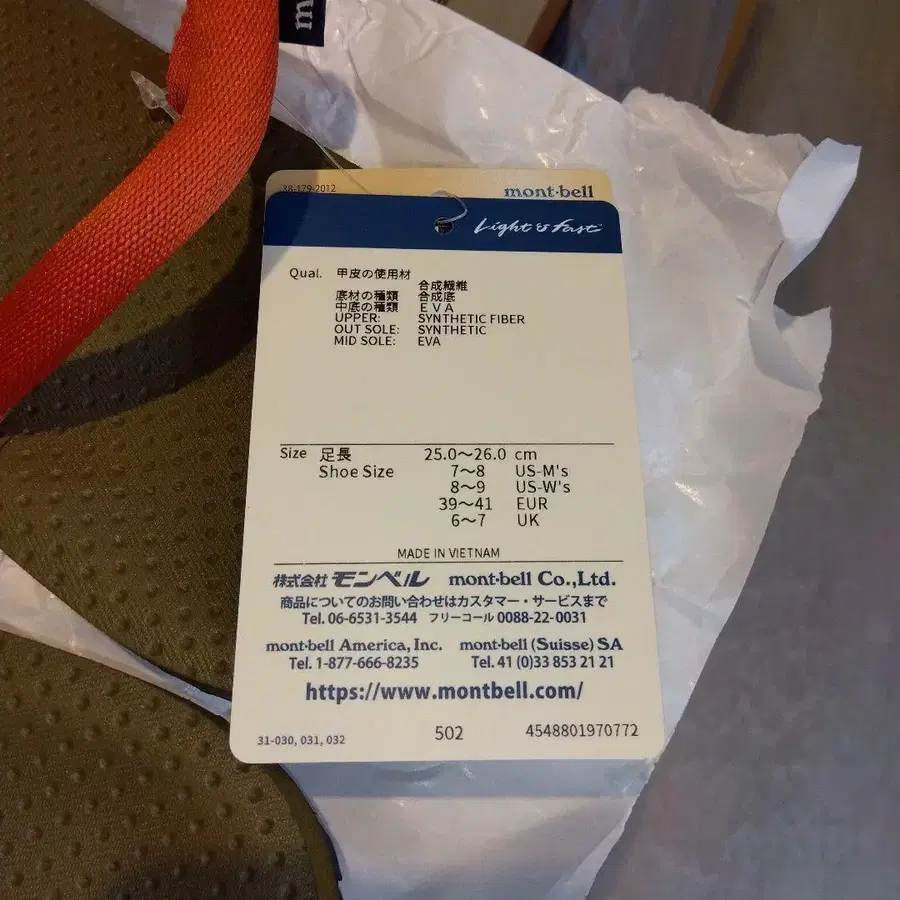 m
38-179-2012 mont·bell
Light & Fast
Qual. 甲皮の使用材
合成繊維
底材の種類 合成底
中底の種類 EVA
UPPER: SYNTHETIC FIBER
OUT SOLE: SYNTHETIC
MID SOLE: EVA
Size 足長 25.0〜26.0 cm
Shoe Size 7〜8 US-M's
8〜9 US-W's
39〜41 EUR
6〜7 UK
MADE IN VIETNAM
株式会社モンベル mont·bell Co.,Ltd.
商品についてのお問い合わせはカスタマー・サービスまで
Tel. 06-6531-3544 フリーコール 0088-22-0031
mont·bell America, Inc. mont·bell (Suisse) SA
Tel. 1-877-666-8235 Tel. 41 (0)33 853 21 21
https://www.montbell.com/
31-030, 031, 032 502 4548801970772